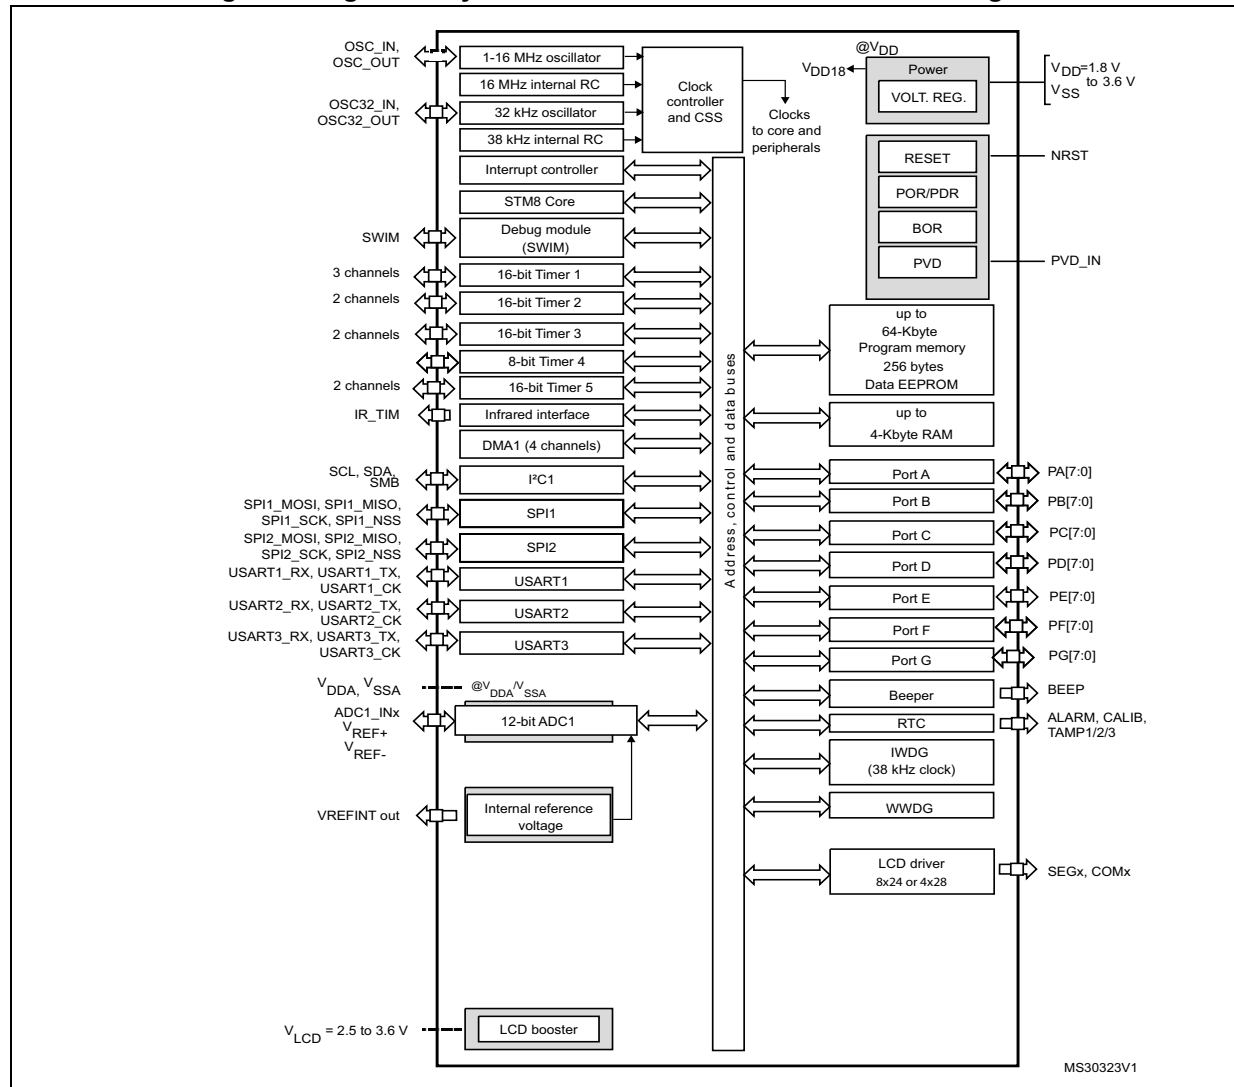 OSC_IN,
OSC_OUT
1-16 MHz oscillator
16 MHz internal RC
OSC32_IN,
OSC32_OUT
32 kHz oscillator
38 kHz internal RC
Clock
controller
and CSS
Clocks
to core and
peripherals
@VDD
VDD18
Power
VOLT. REG.
VDD=1.8 V
to 3.6 V
VSS
RESET
NRST
POR/PDR
BOR
PVD
PVD_IN
Interrupt controller
STM8 Core
SWIM
Debug module
(SWIM)
3 channels
16-bit Timer 1
2 channels
16-bit Timer 2
2 channels
16-bit Timer 3
8-bit Timer 4
2 channels
16-bit Timer 5
IR_TIM
Infrared interface
DMA1 (4 channels)
SCL, SDA,
SMB
I²C1
SPI1_MOSI, SPI1_MISO,
SPI1_SCK, SPI1_NSS
SPI1
SPI2_MOSI, SPI2_MISO,
SPI2_SCK, SPI2_NSS
SPI2
USART1_RX, USART1_TX,
USART1_CK
USART1
USART2_RX, USART2_TX,
USART2_CK
USART2
USART3_RX, USART3_TX,
USART3_CK
USART3
VDDA, VSSA
@VDDA/VSSA
ADC1_INx
VREF+
VREF-
12-bit ADC1
VREFINT out
Internal reference
voltage
VLCD = 2.5 to 3.6 V
LCD booster
Address, control and data buses
up to
64-Kbyte
Program memory
256 bytes
Data EEPROM
up to
4-Kbyte RAM
Port A
PA[7:0]
Port B
PB[7:0]
Port C
PC[7:0]
Port D
PD[7:0]
Port E
PE[7:0]
Port F
PF[7:0]
Port G
PG[7:0]
Beeper
BEEP
RTC
ALARM, CALIB,
TAMP1/2/3
IWDG
(38 kHz clock)
WWDG
LCD driver
8x24 or 4x28
SEGx, COMx
MS30323V1